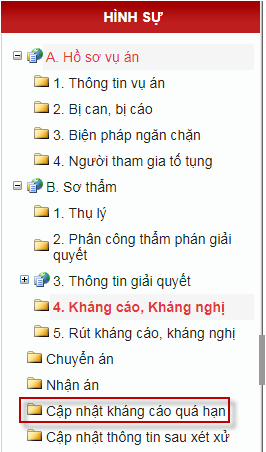 HÌNH SỰ
A. Hồ sơ vụ án
1. Thông tin vụ án
2. Bị can, bị cáo
3. Biện pháp ngăn chặn
4. Người tham gia tố tụng
B. Sơ thẩm
1. Thụ lý
2. Phân công thẩm phán giải
quyết
3. Thông tin giải quyết
4. Kháng cáo, Kháng nghị
5. Rút kháng cáo, kháng nghị
Chuyển án
Nhận án
Cập nhật kháng cáo quá hạn
Cập nhật thông tin sau xét xử